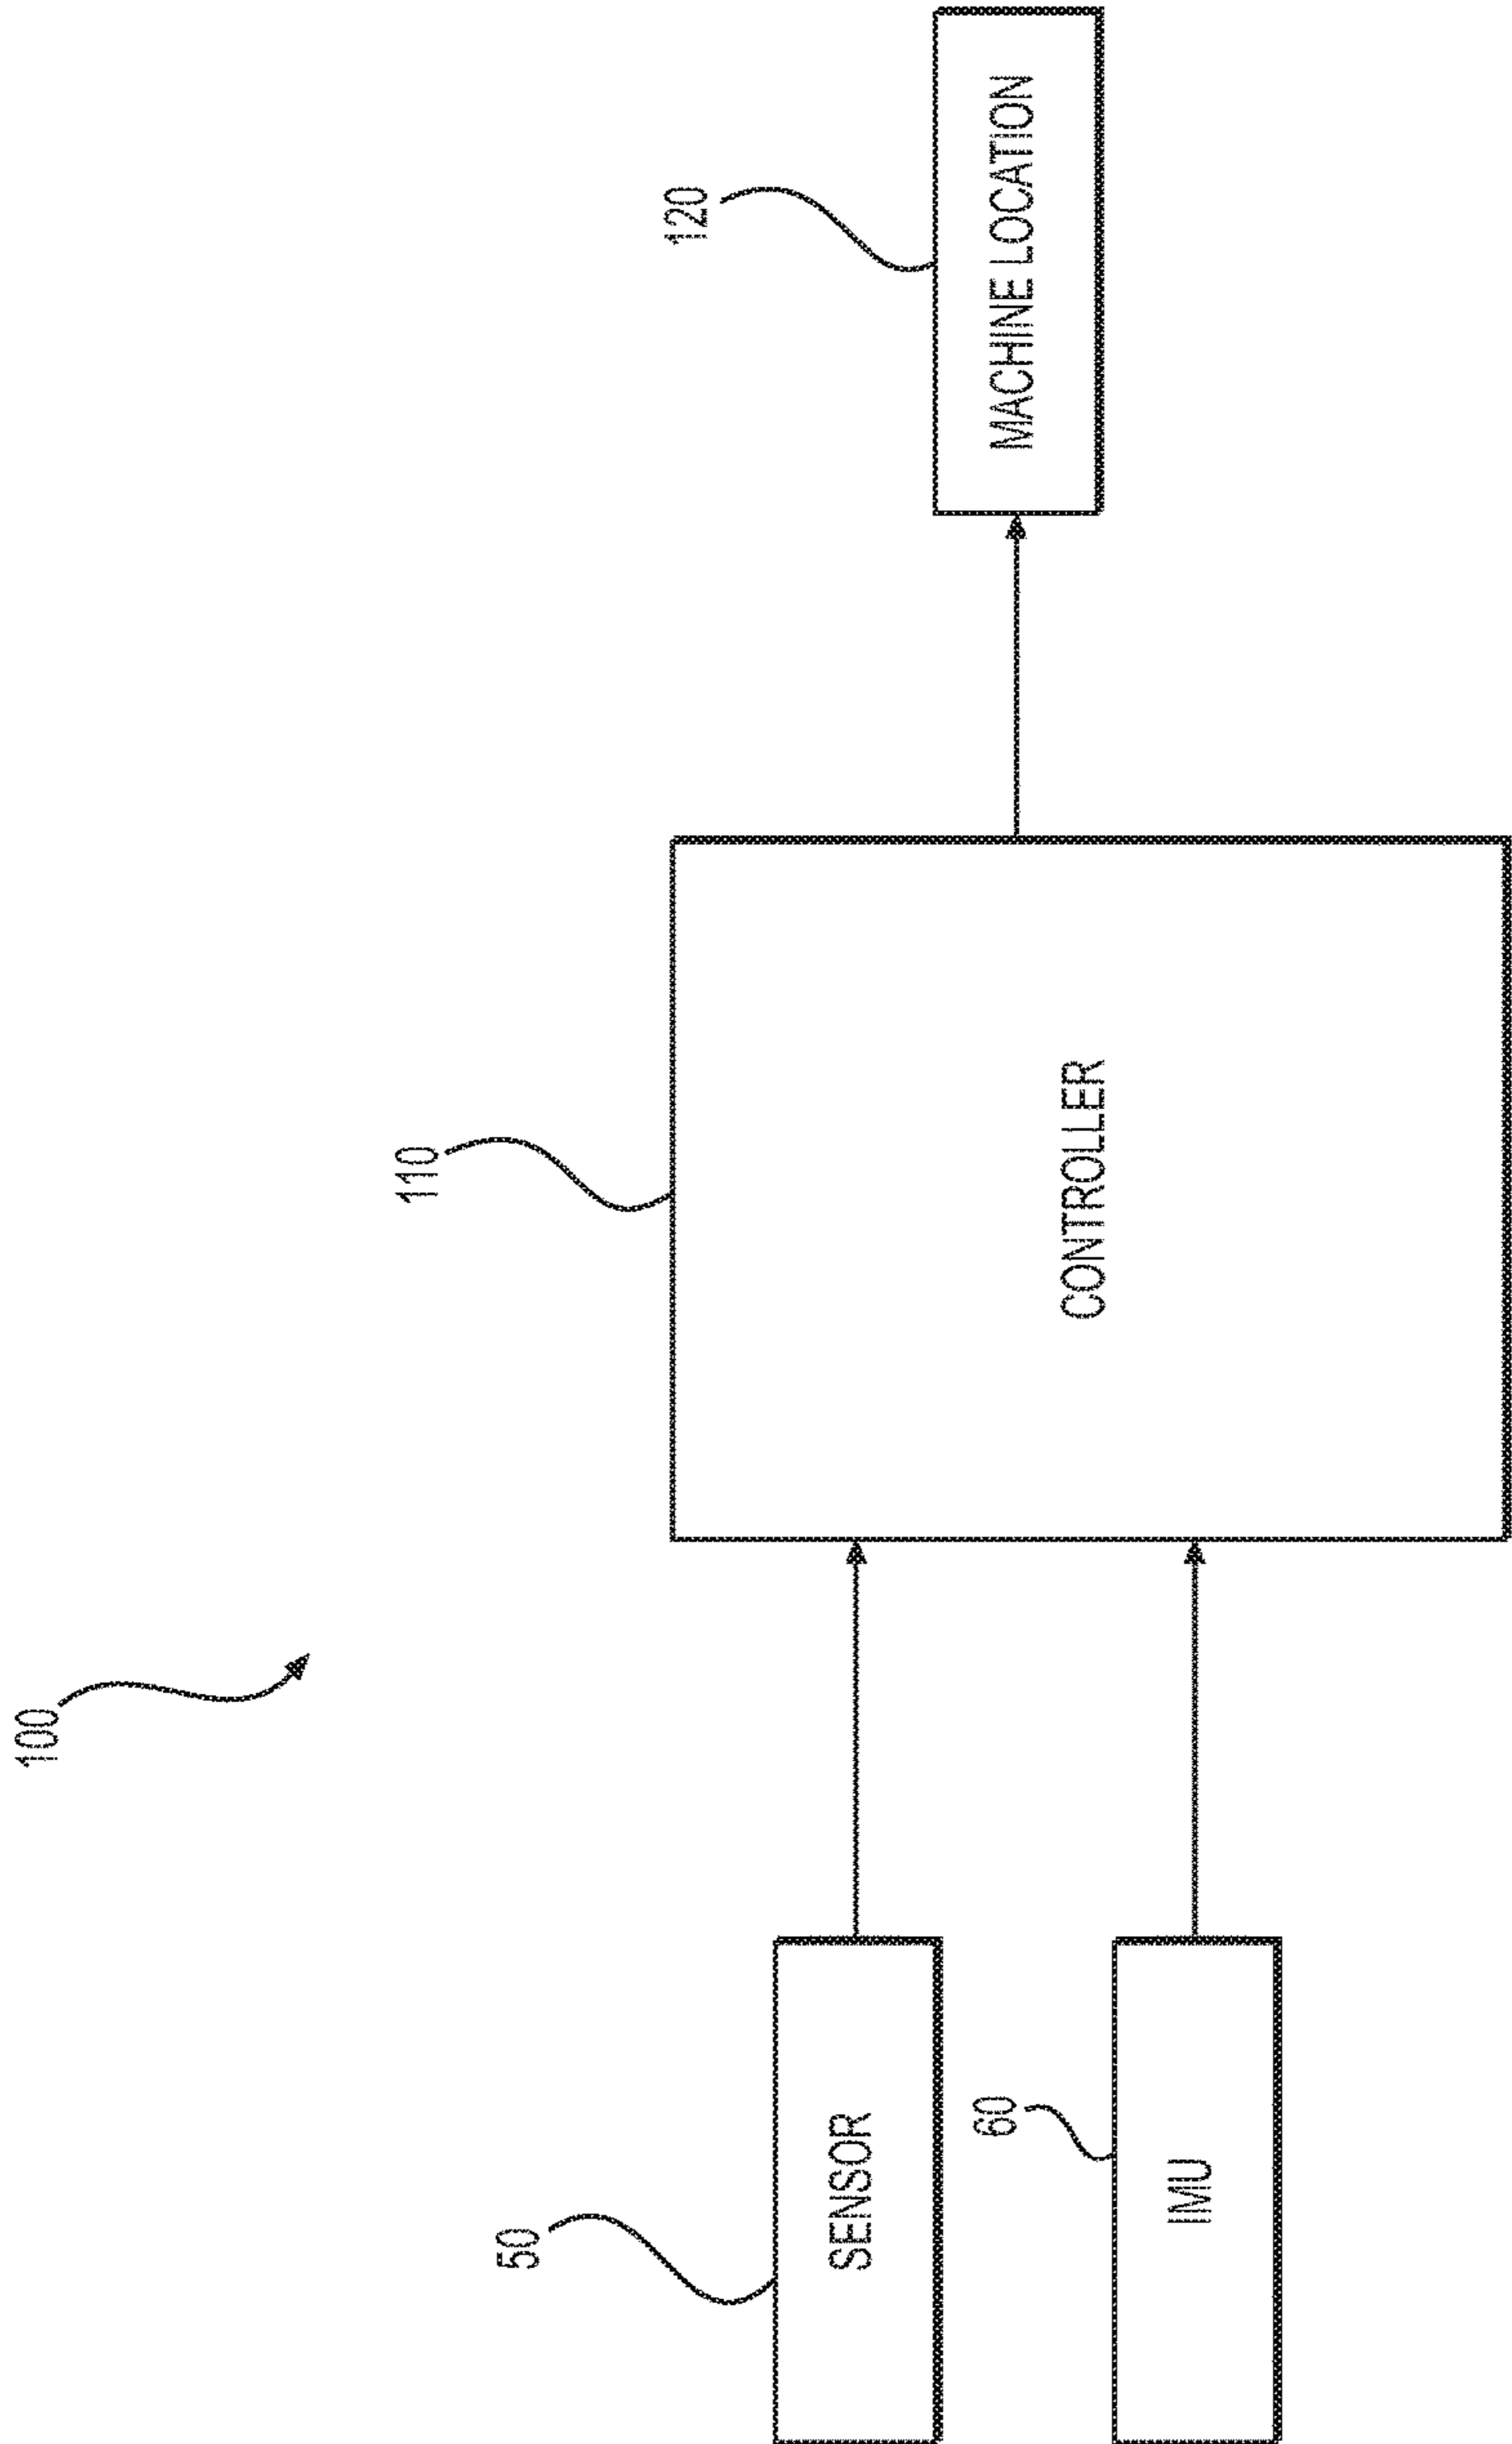 100
110
120
50
SENSOR
60
IMU
CONTROLLER
MACHINE LOCATION